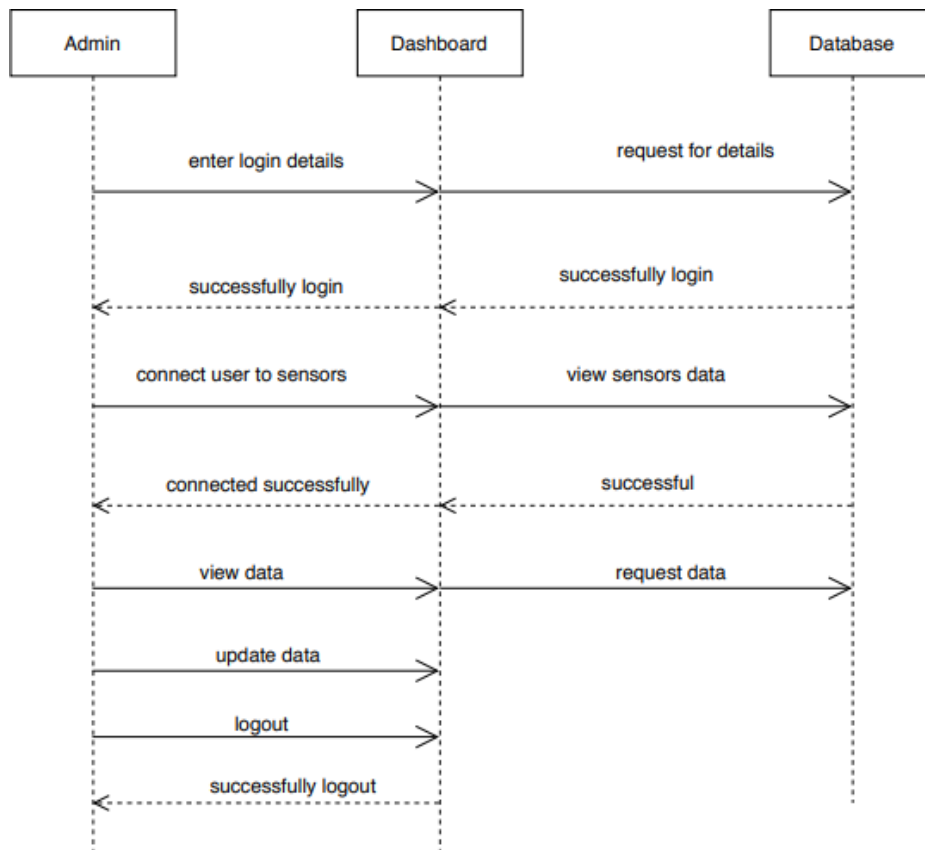 Admin
Dashboard
Database
enter login details
request for details
successfully login
successfully login
connect user to sensors
view sensors data
connected successfully
successful
view data
request data
update data
logout
successfully logout